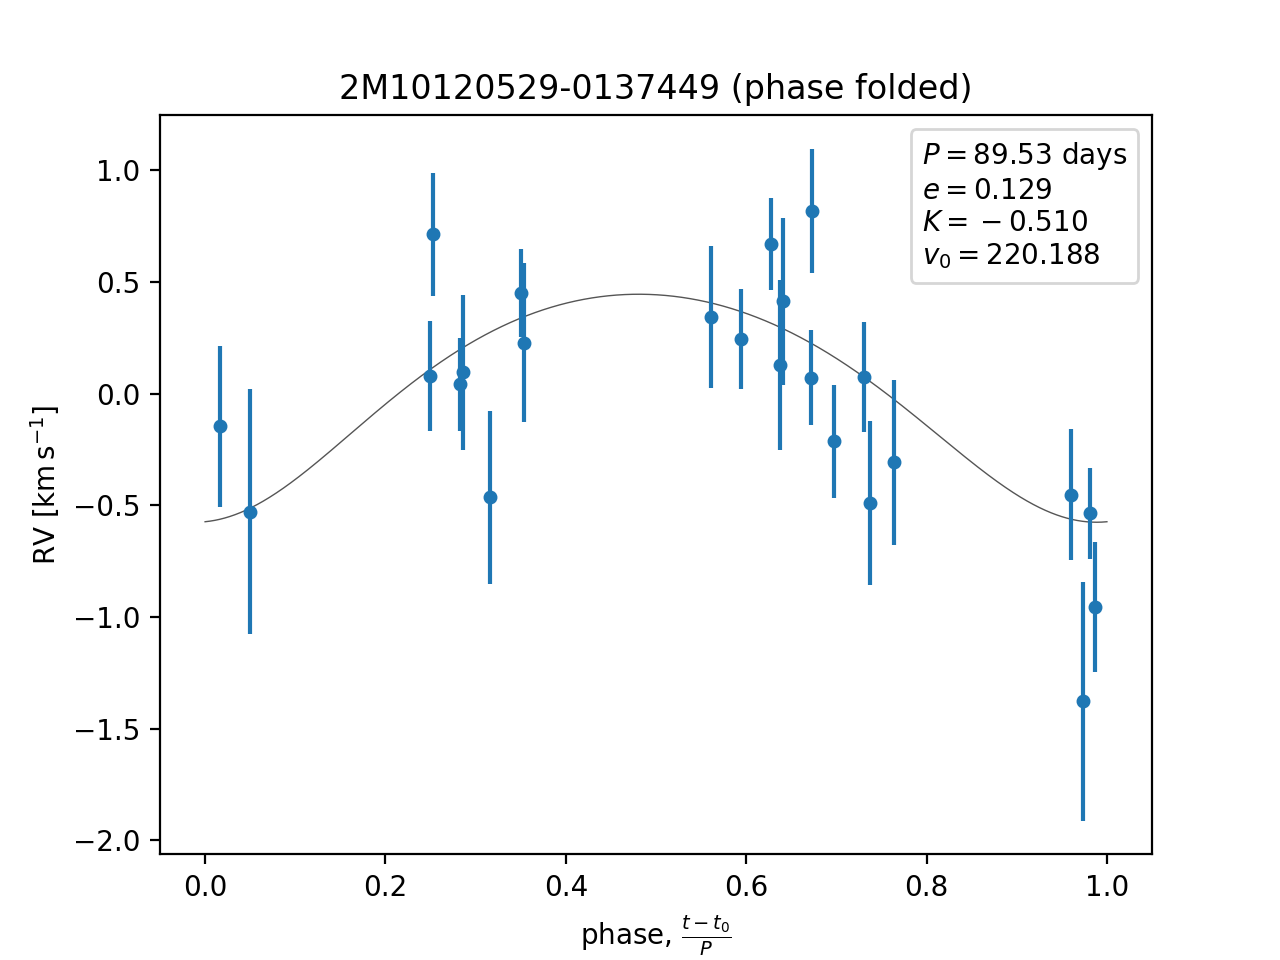 2M10120529-0137449 (phase folded)
P = 89.53 days
e = 0.129
K = −0.510
v₀ = 220.188
RV [km s⁻¹]
1.0
0.5
0.0
−0.5
−1.0
−1.5
−2.0
0.0 0.2 0.4 0.6 0.8 1.0
phase, (t − t₀)/P